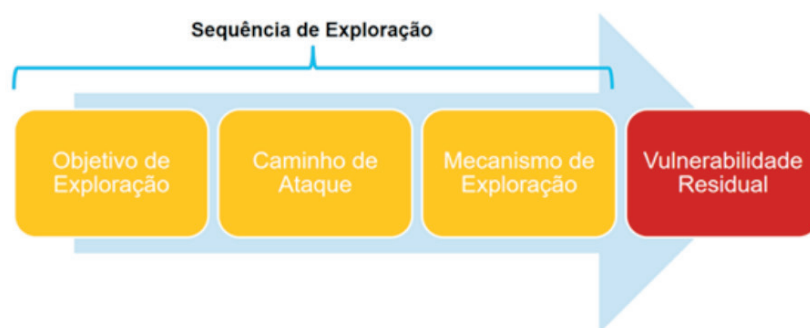 Sequência de Exploração
Objetivo de
Exploração
Caminho de
Ataque
Mecanismo de
Exploração
Vulnerabilidade
Residual